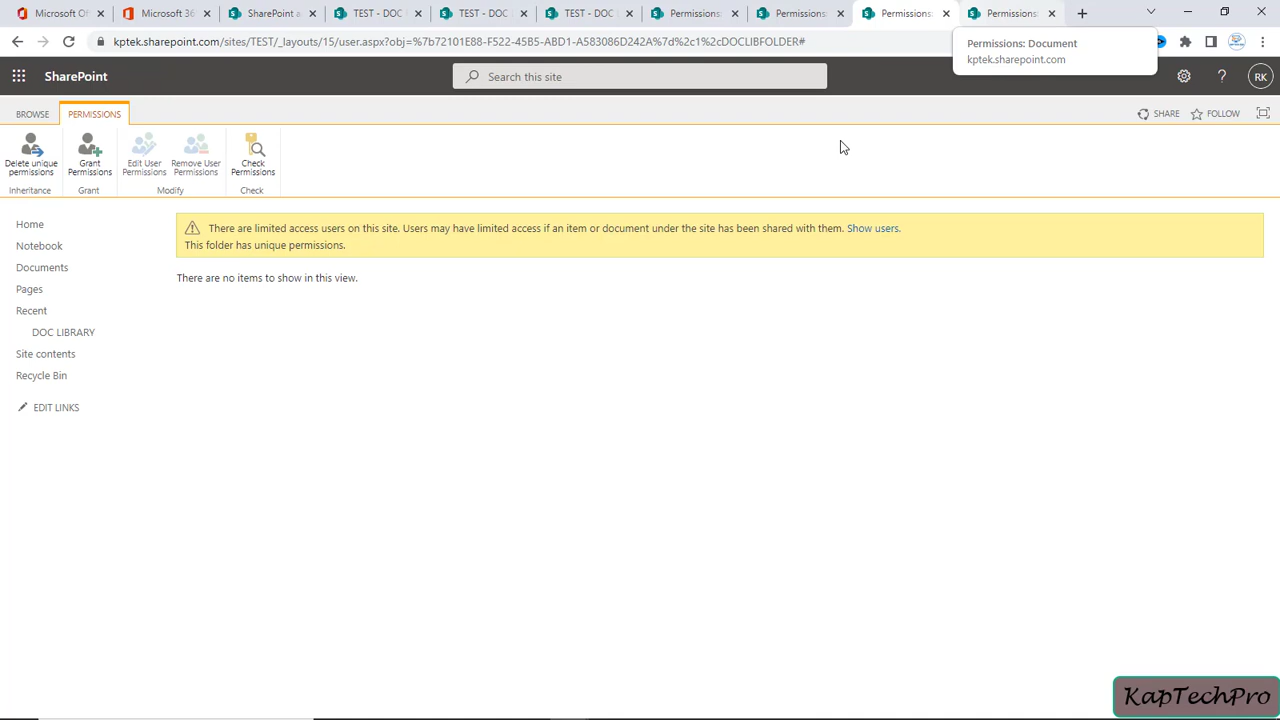 Microsoft Of
Microsoft 36
SharePoint a
TEST - DOC
TEST - DOC
TEST - DOC
Permissions:
Permissions:
Permissions:
Permissions:
kptek.sharepoint.com/sites/TEST/_layouts/15/user.aspx?obj=%7b72101E88-F522-45B5-ABD1-A583086D242A%7d%2c1%2cDOCLIBFOLDER#
Permissions: Document
kptek.sharepoint.com
SharePoint
Search this site
RK
BROWSE
PERMISSIONS
SHARE
FOLLOW
Delete unique permissions
Grant Permissions
Edit User Permissions
Remove User Permissions
Check Permissions
Inheritance
Grant
Modify
Check
Home
Notebook
Documents
Pages
Recent
DOC LIBRARY
Site contents
Recycle Bin
EDIT LINKS
There are limited access users on this site. Users may have limited access if an item or document under the site has been shared with them. Show users.
This folder has unique permissions.
There are no items to show in this view.
KapTechPro